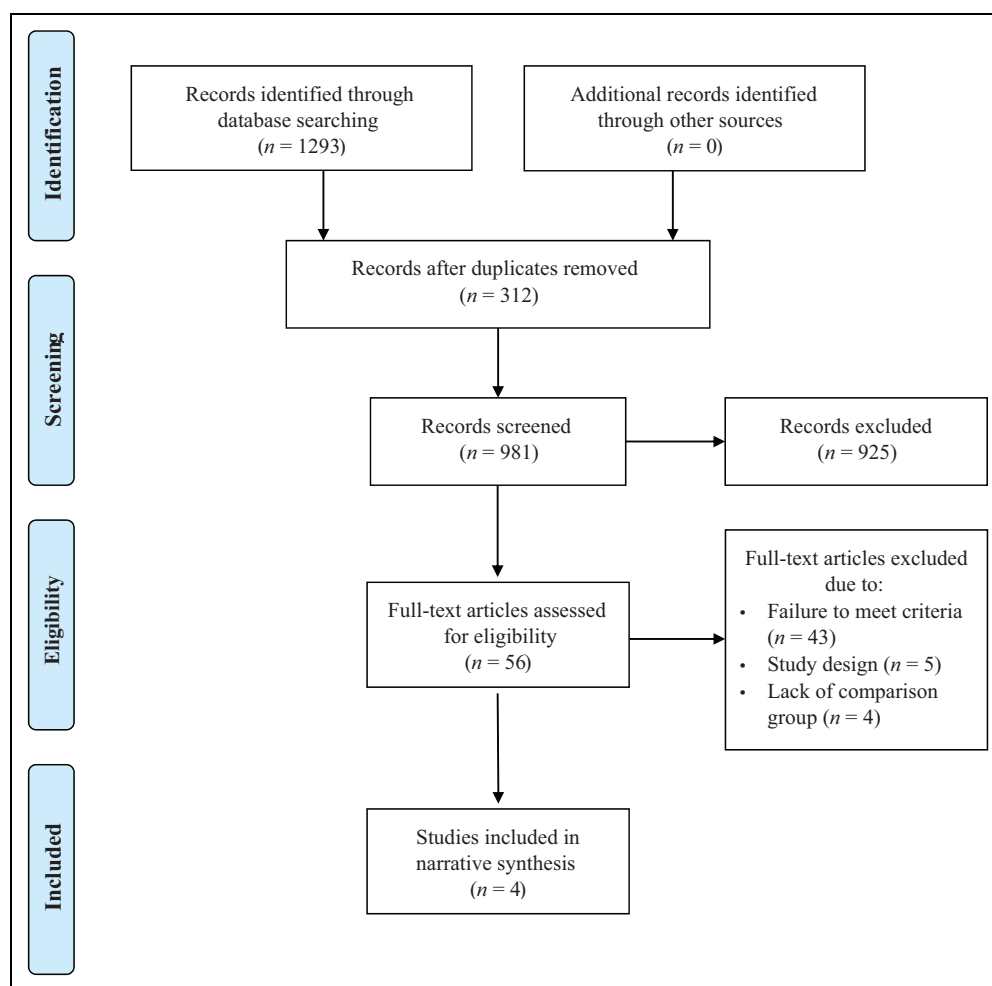 Identification
Records identified through
database searching
(n = 1293)
Additional records identified
through other sources
(n = 0)
Records after duplicates removed
(n = 312)
Screening
Records screened
(n = 981)
Records excluded
(n = 925)
Eligibility
Full-text articles assessed
for eligibility
(n = 56)
Full-text articles excluded
due to:
• Failure to meet criteria
(n = 43)
• Study design (n = 5)
• Lack of comparison
group (n = 4)
Included
Studies included in
narrative synthesis
(n = 4)